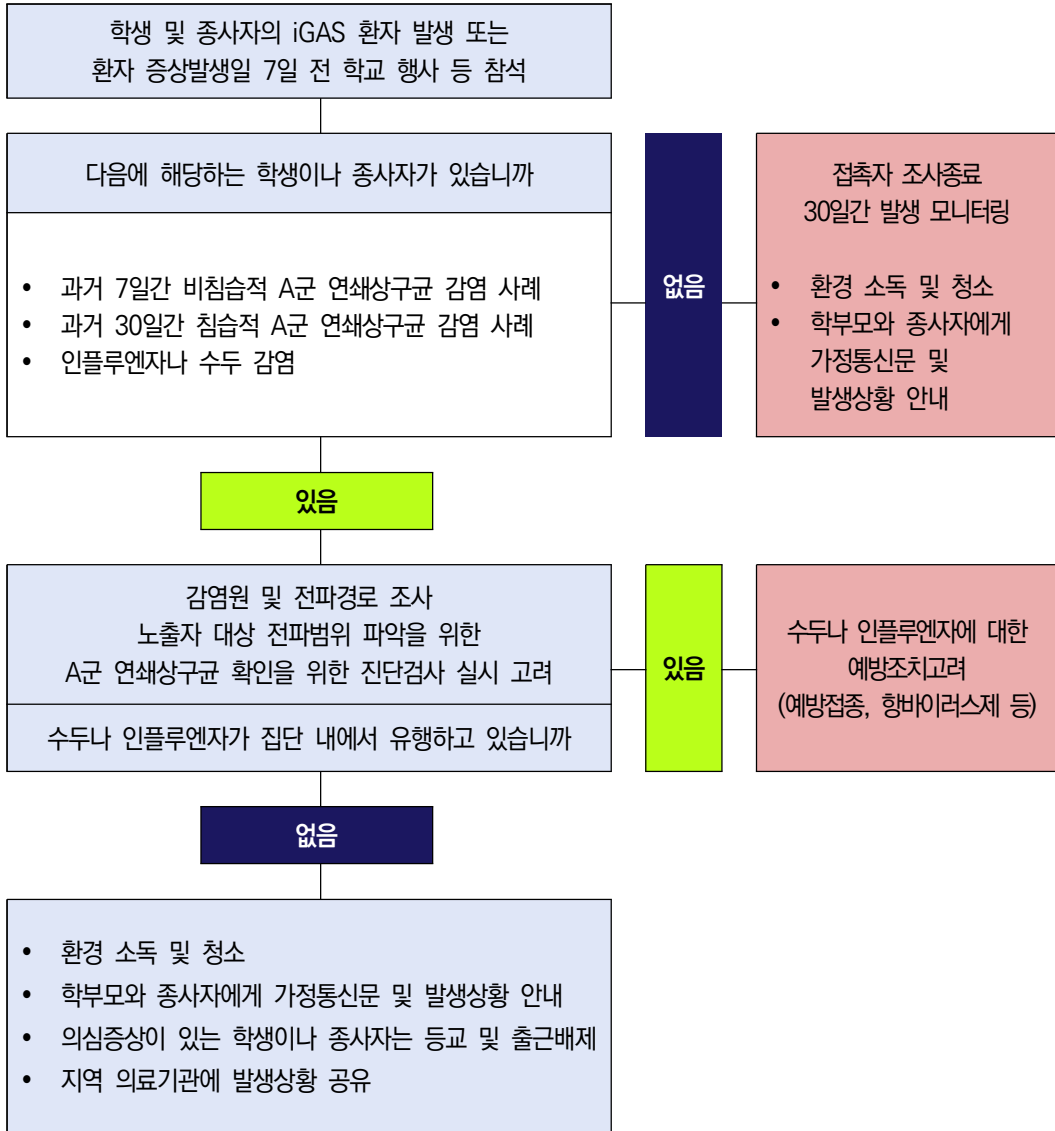 학생 및 종사자의 iGAS 환자 발생 또는
환자 증상발생일 7일 전 학교 행사 등 참석
다음에 해당하는 학생이나 종사자가 있습니까
• 과거 7일간 비침습적 A군 연쇄상구균 감염 사례
• 과거 30일간 침습적 A군 연쇄상구균 감염 사례
• 인플루엔자나 수두 감염
없음
접촉자 조사종료
30일간 발생 모니터링
• 환경 소독 및 청소
• 학부모와 종사자에게
가정통신문 및
발생상황 안내
있음
감염원 및 전파경로 조사
노출자 대상 전파범위 파악을 위한
A군 연쇄상구균 확인을 위한 진단검사 실시 고려
수두나 인플루엔자가 집단 내에서 유행하고 있습니까
있음
수두나 인플루엔자에 대한
예방조치고려
(예방접종, 항바이러스제 등)
없음
• 환경 소독 및 청소
• 학부모와 종사자에게 가정통신문 및 발생상황 안내
• 의심증상이 있는 학생이나 종사자는 등교 및 출근배제
• 지역 의료기관에 발생상황 공유